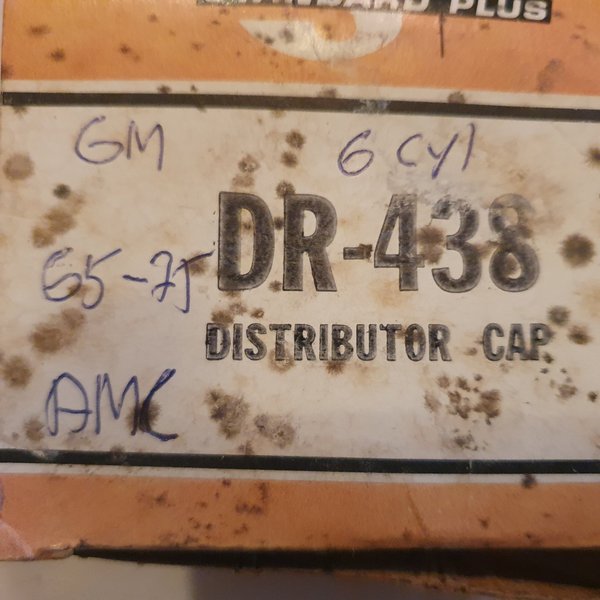 STANDARD PLUS
GM 6 Cyl
DR-438
65-75
DISTRIBUTOR CAP
AMC